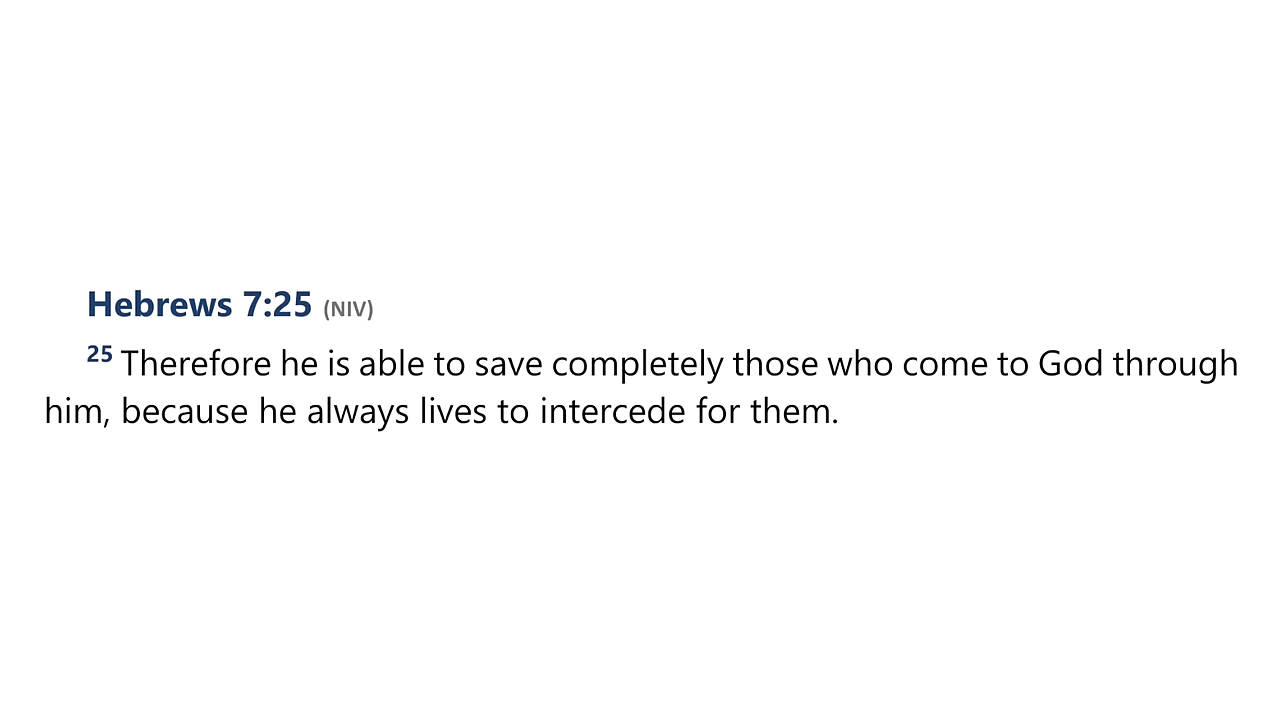 Hebrews 7:25 (NIV)
25 Therefore he is able to save completely those who come to God through
him, because he always lives to intercede for them.